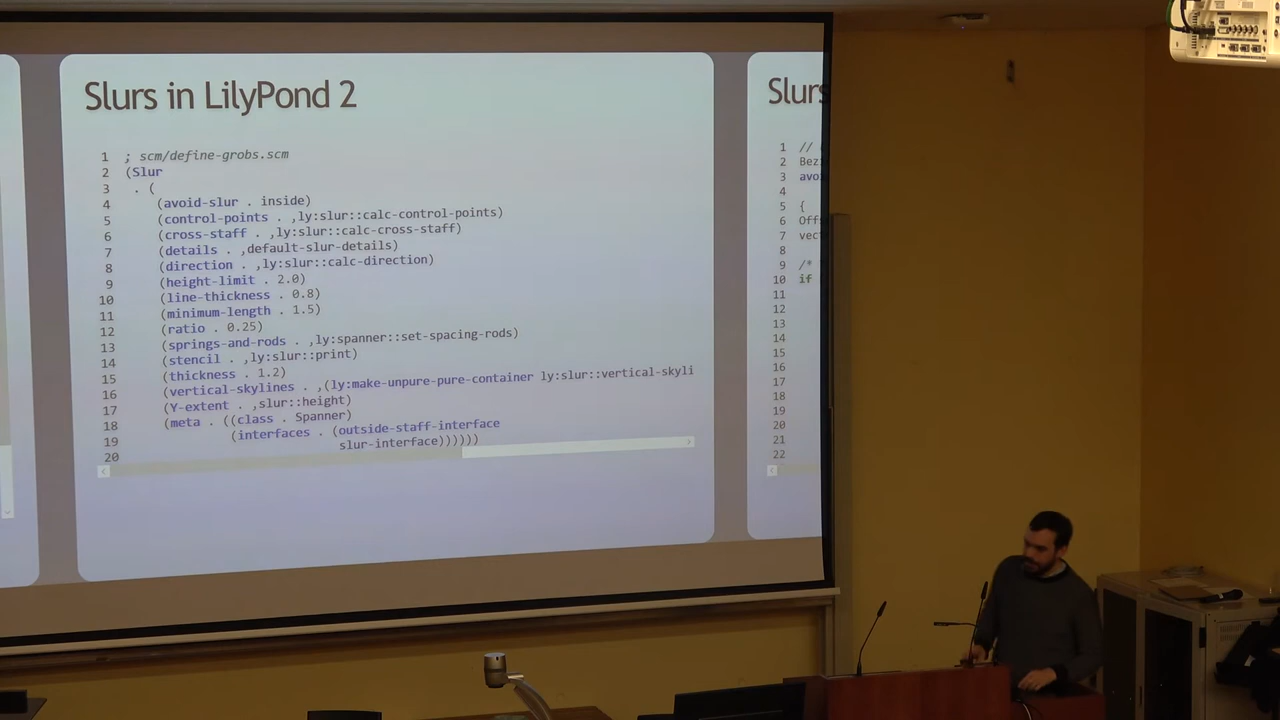 Slurs in LilyPond 2
1 ; scm/define-grobs.scm
2 (Slur
3 . (
4 (avoid-slur . inside)
5 (control-points . ,ly:slur::calc-control-points)
6 (cross-staff . ,ly:slur::calc-cross-staff)
7 (details . ,default-slur-details)
8 (direction . ,ly:slur::calc-direction)
9 (height-limit . 2.0)
10 (line-thickness . 0.8)
11 (minimum-length . 1.5)
12 (ratio . 0.25)
13 (springs-and-rods . ,ly:spanner::set-spacing-rods)
14 (stencil . ,ly:slur::print)
15 (thickness . 1.2)
16 (vertical-skylines . ,(ly:make-unpure-pure-container ly:slur::vertical-skyli
17 (Y-extent . ,slur::height)
18 (meta . ((class . Spanner)
19 (interfaces . (outside-staff-interface
20 slur-interface))))))
Slurs
1 //
2 Bez
3 avoi
4
5 {
6 Off
7 vect
8
9 /*
10 if
11
12
13
14
15
16
17
18
19
20
21
22